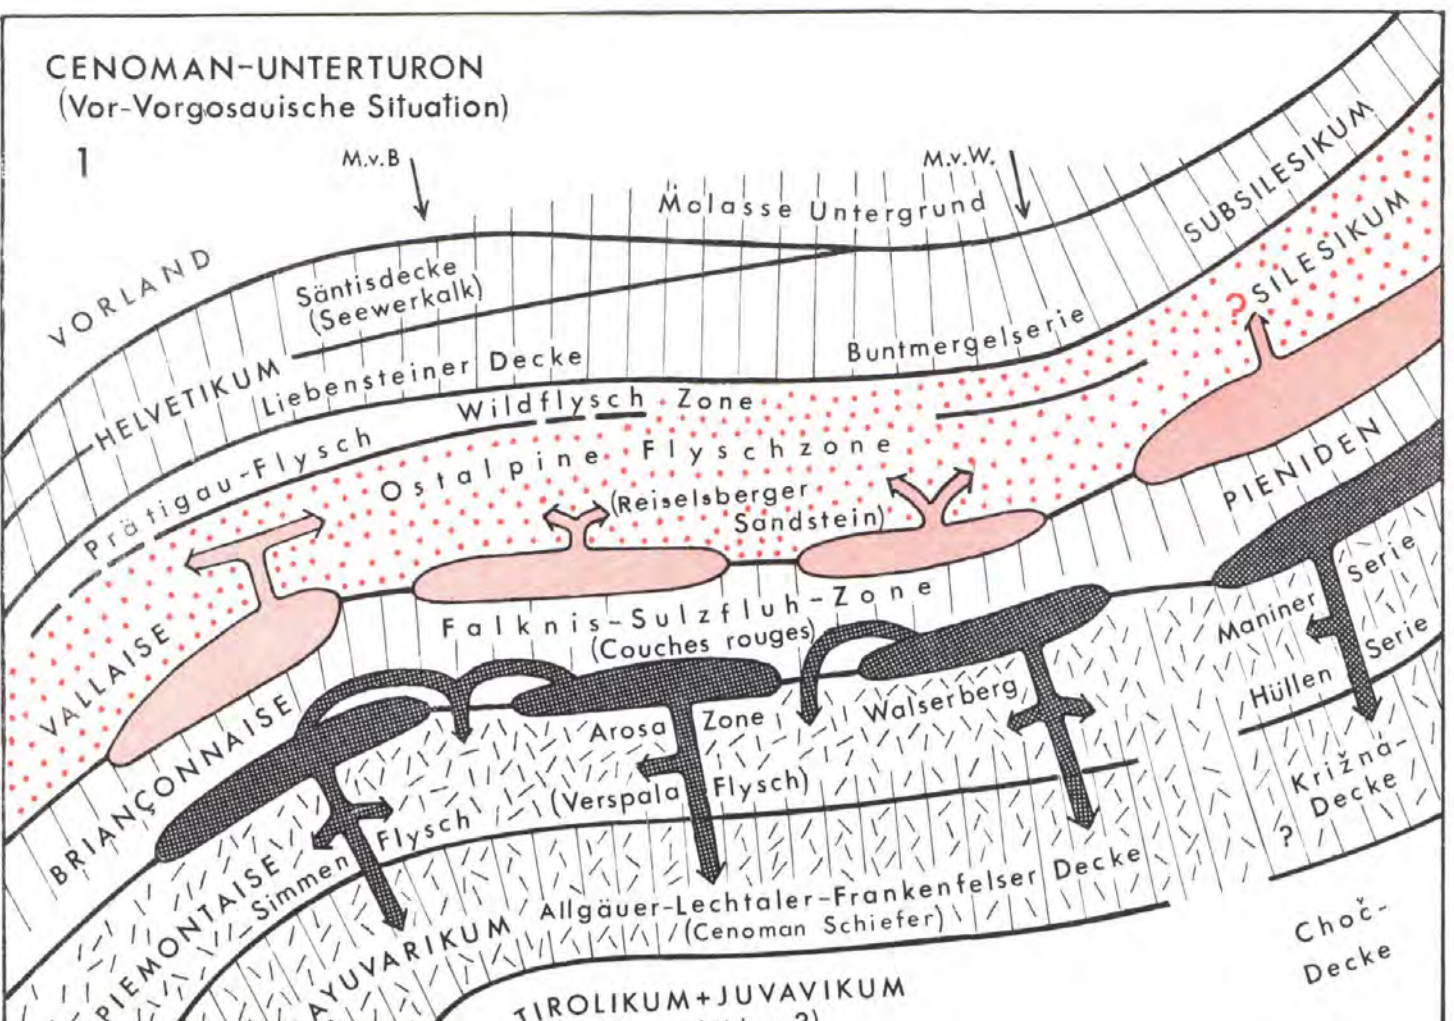 CENOMAN-UNTERTURON
(Vor-Vorgosauische Situation)
1
M.v.B
M.v.W.
Molasse Untergrund
VORLAND
SUBSILESIKUM
Säntisdecke
(Seewerkalk)
? SILESIKUM
HELVETIKUM
Liebensteiner Decke
Buntmergelserie
Wildflysch Zone
Prätigau-Flysch
Ostalpine Flyschzone
(Reiselsberger
Sandstein)
PIENIDEN
VALLAISE
Falknis-Sulzfluh-Zone
(Couches rouges)
Maniner Serie
BRIANÇONNAISE
Arosa Zone
Walserberg
Hüllen Serie
(Verspala Flysch)
Križná-
Decke
?
PIEMONTAISE
Simmen Flysch
AYUVARIKUM
Allgäuer-Lechtaler-Frankenfelser Decke
(Cenoman Schiefer)
Choč-
Decke
TIROLIKUM+JUVAVIKUM